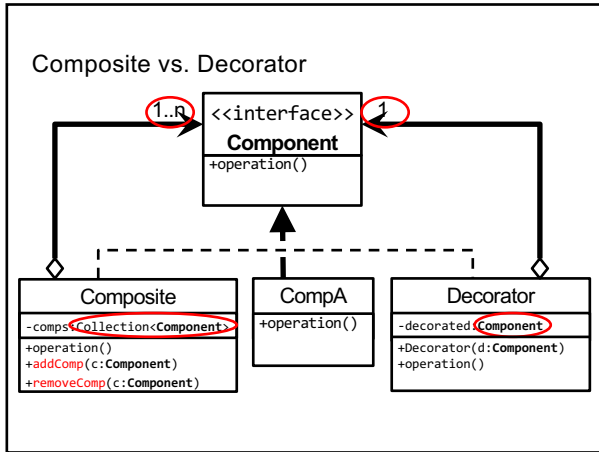 Composite vs. Decorator
1..n
1
<<interface>>
Component
+operation()
Composite
-comps:Collection<Component>
+operation()
+addComp(c:Component)
+removeComp(c:Component)
CompA
+operation()
Decorator
-decorated:Component
+Decorator(d:Component)
+operation()